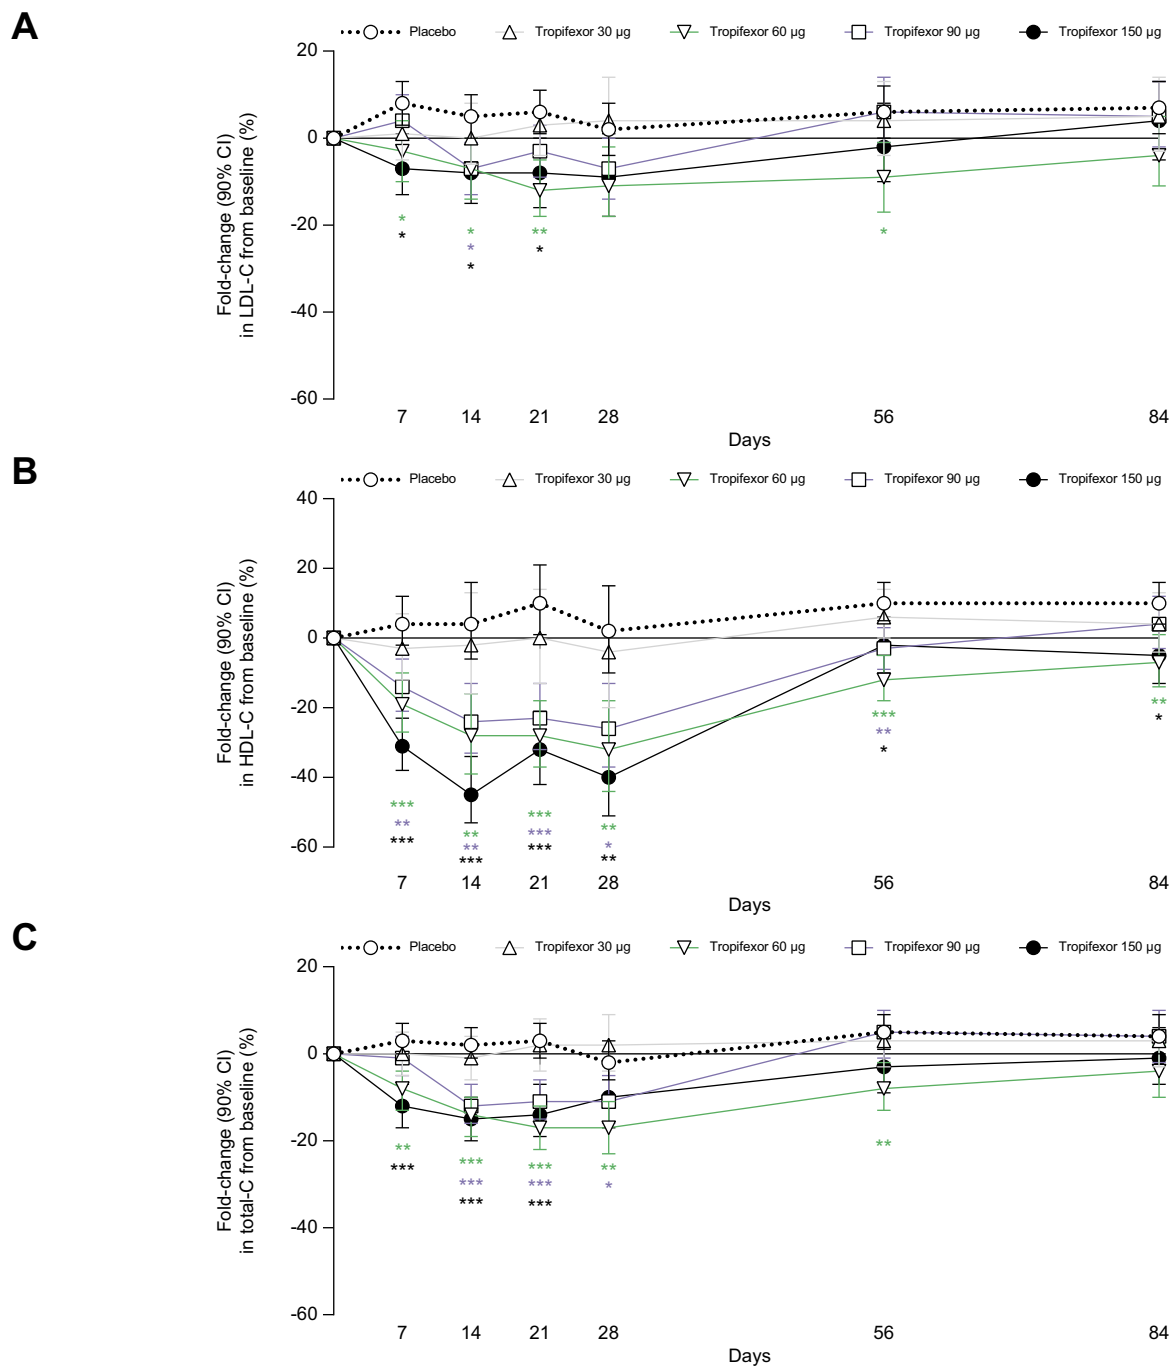 A
Placebo Tropifexor 30 µg Tropifexor 60 µg Tropifexor 90 µg Tropifexor 150 µg
Fold-change (90% CI)
in LDL-C from baseline (%)
20
0
-20
-40
-60
* * ** *
* * *
*
7 14 21 28 56 84
Days
B
Placebo Tropifexor 30 µg Tropifexor 60 µg Tropifexor 90 µg Tropifexor 150 µg
Fold-change (90% CI)
in HDL-C from baseline (%)
40
20
0
-20
-40
-60
*** ** *** ** *** **
** ** *** * ** *
*** *** *** ** *
7 14 21 28 56 84
Days
C
Placebo Tropifexor 30 µg Tropifexor 60 µg Tropifexor 90 µg Tropifexor 150 µg
Fold-change (90% CI)
in total-C from baseline (%)
20
0
-20
-40
-60
** *** *** ** **
*** *** *** *
*** ***
7 14 21 28 56 84
Days